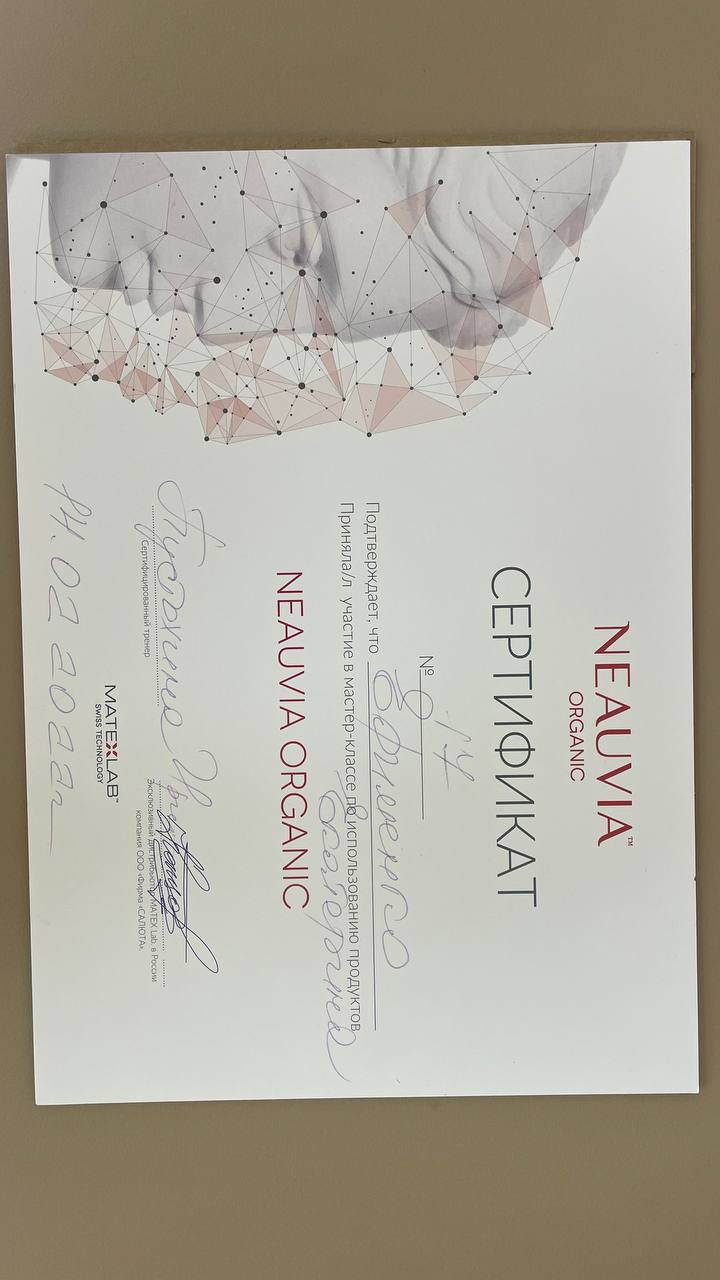 NEAUVIA™
ORGANIC
СЕРТИФИКАТ
№ 17
Подтверждает, что Ефименко
Приняла/л участие в мастер-классе по использованию продуктов
Екатерина
NEAUVIA ORGANIC
Пустохина
Сертифицированный тренер
Эксклюзивный дистрибьютор MATEX Lab. в России
компания ООО «Фирма «САЛЮТА».
MATEXLAB™
SWISS TECHNOLOGY
14.02 2022г